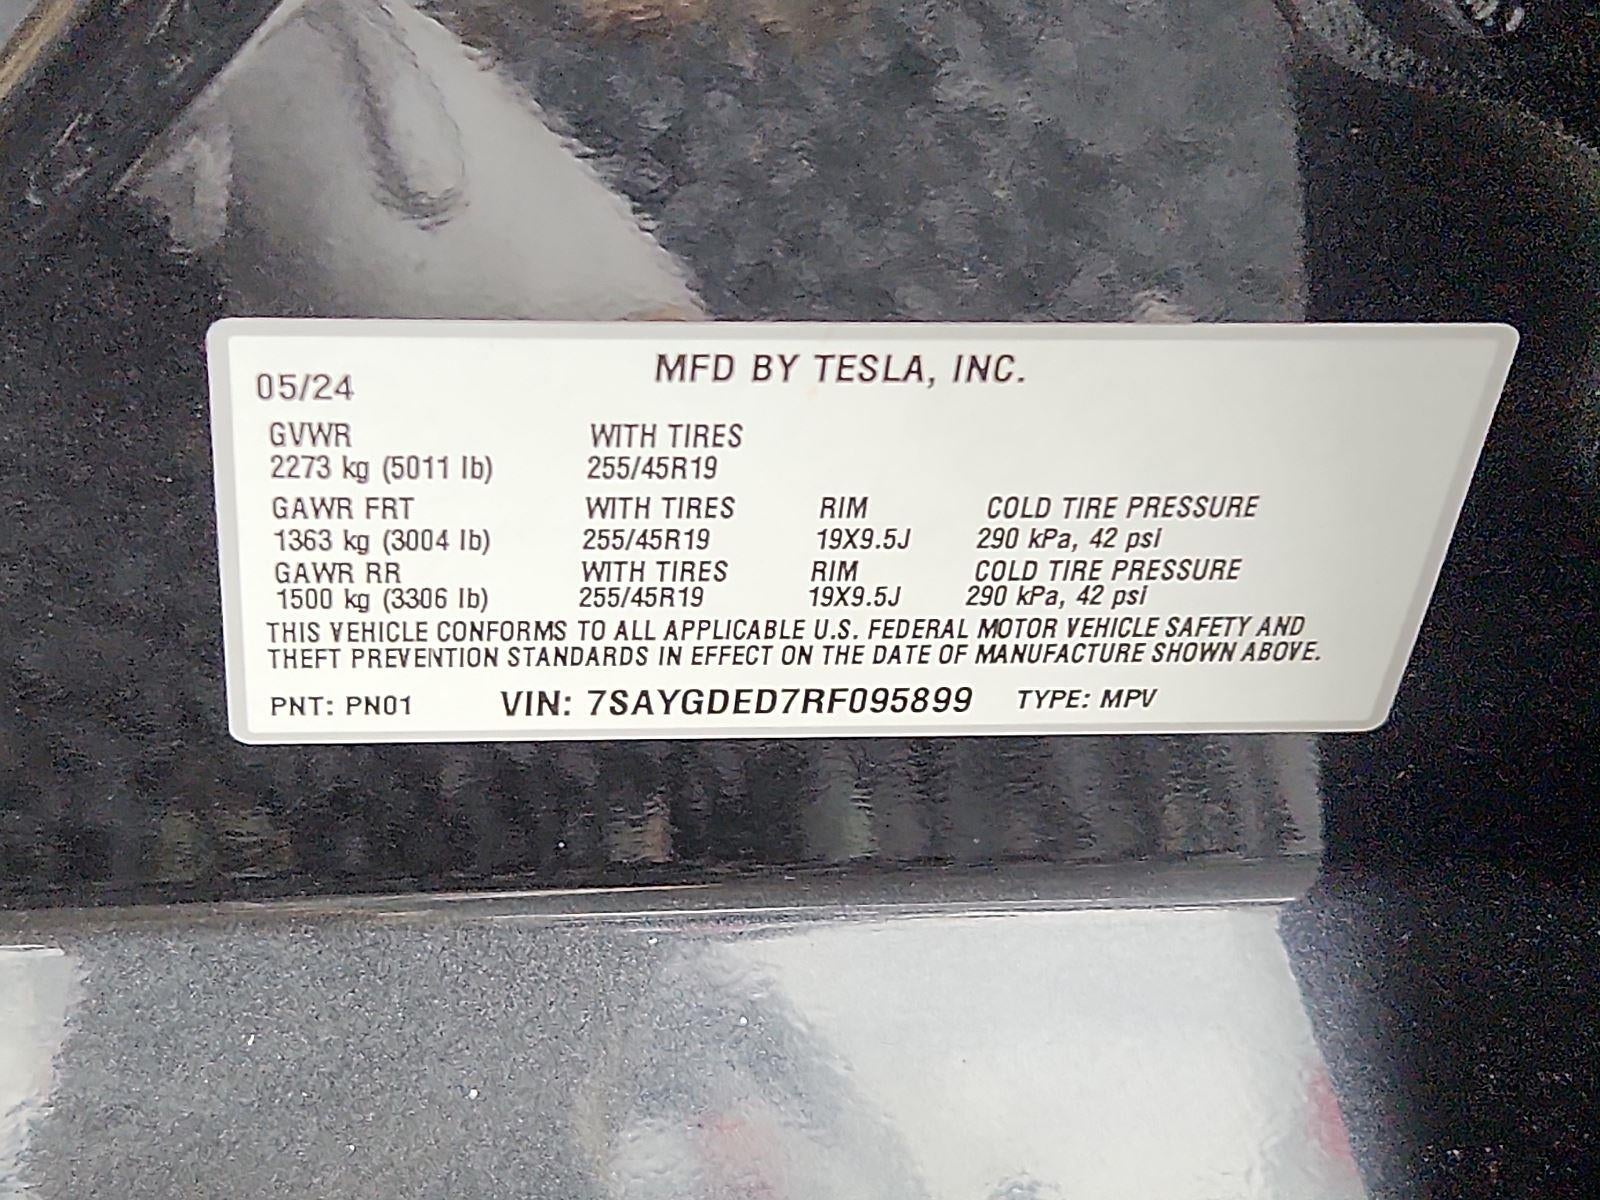 MFD BY TESLA, INC.
05/24
GVWR WITH TIRES
2273 kg (5011 lb) 255/45R19
GAWR FRT WITH TIRES RIM COLD TIRE PRESSURE
1363 kg (3004 lb) 255/45R19 19X9.5J 290 kPa, 42 psi
GAWR RR WITH TIRES RIM COLD TIRE PRESSURE
1500 kg (3306 lb) 255/45R19 19X9.5J 290 kPa, 42 psi
THIS VEHICLE CONFORMS TO ALL APPLICABLE U.S. FEDERAL MOTOR VEHICLE SAFETY AND
THEFT PREVENTION STANDARDS IN EFFECT ON THE DATE OF MANUFACTURE SHOWN ABOVE.
PNT: PN01 VIN: 7SAYGDED7RF095899 TYPE: MPV